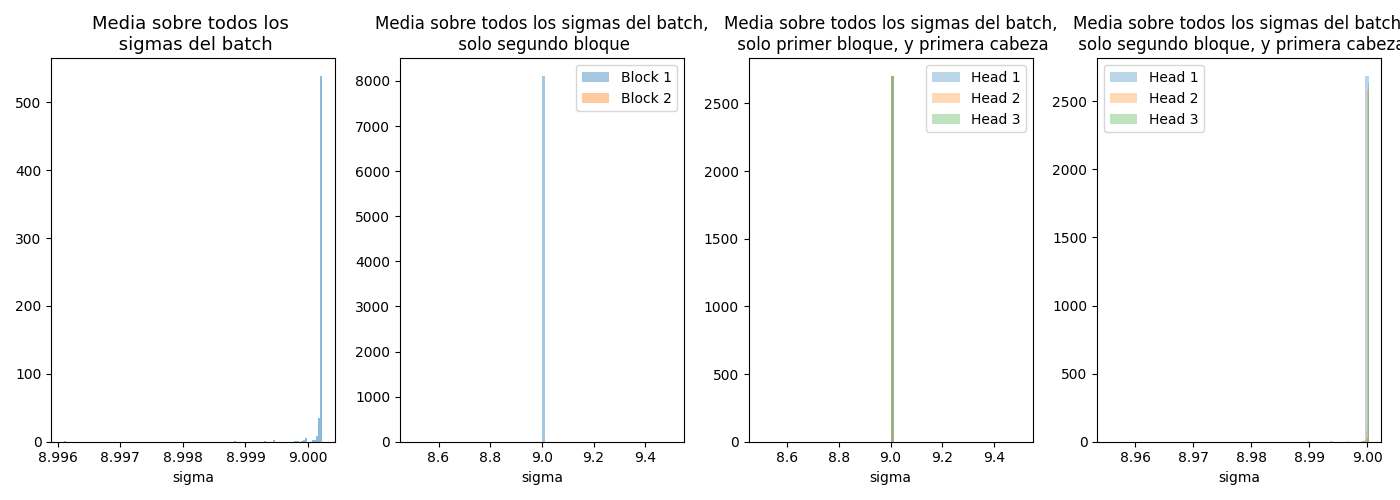 Media sobre todos los
sigmas del batch
500
400
300
200
100
0
8.996
8.997
8.998
8.999
9.000
sigma
Media sobre todos los sigmas del batch,
solo segundo bloque
Block 1
Block 2
8000
7000
6000
5000
4000
3000
2000
1000
0
8.6
8.8
9.0
9.2
9.4
sigma
Media sobre todos los sigmas del batch,
solo primer bloque, y primera cabeza
Head 1
Head 2
Head 3
2500
2000
1500
1000
500
0
8.6
8.8
9.0
9.2
9.4
sigma
Media sobre todos los sigmas del batch
solo segundo bloque, y primera cabeza
Head 1
Head 2
Head 3
2500
2000
1500
1000
500
0
8.96
8.97
8.98
8.99
9.00
sigma